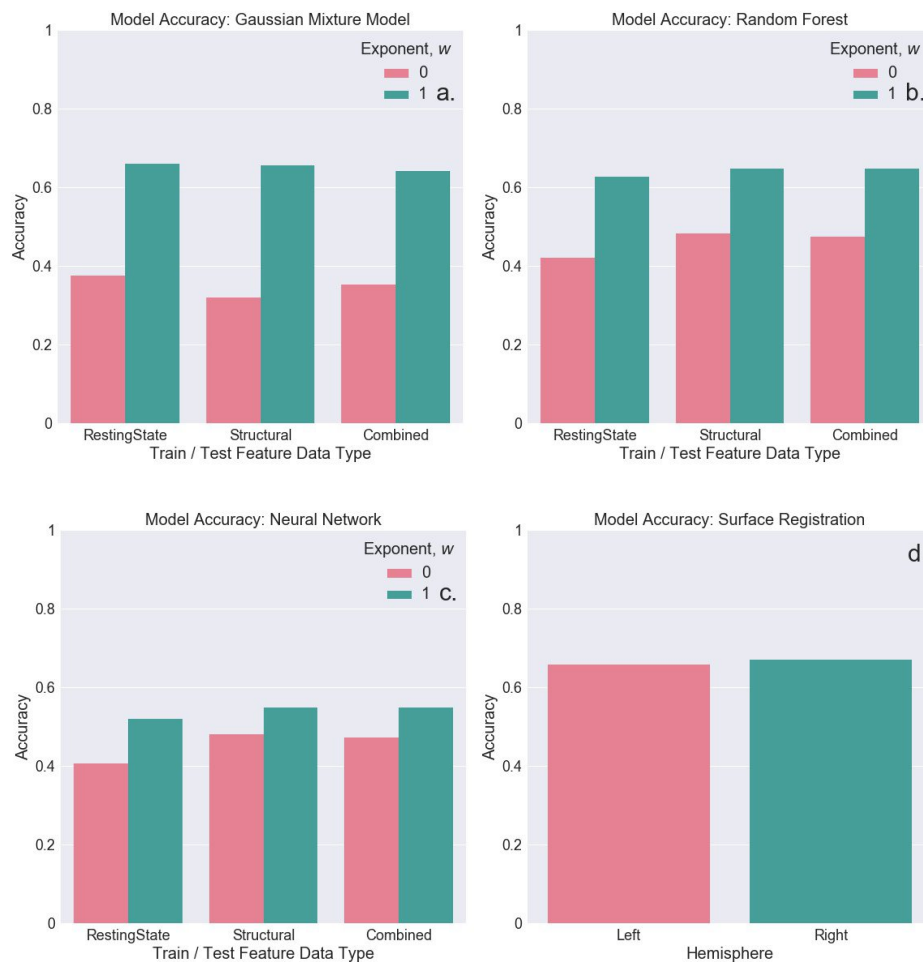 Model Accuracy: Gaussian Mixture Model
1
0.8
0.6
0.4
0.2
0
Accuracy
Exponent, w
0
1
a.
RestingState Structural Combined
Train / Test Feature Data Type
Model Accuracy: Random Forest
1
0.8
0.6
0.4
0.2
0
Accuracy
Exponent, w
0
1
b.
RestingState Structural Combined
Train / Test Feature Data Type
Model Accuracy: Neural Network
1
0.8
0.6
0.4
0.2
0
Accuracy
Exponent, w
0
1
c.
RestingState Structural Combined
Train / Test Feature Data Type
Model Accuracy: Surface Registration
1
0.8
0.6
0.4
0.2
0
Accuracy
d
Left Right
Hemisphere